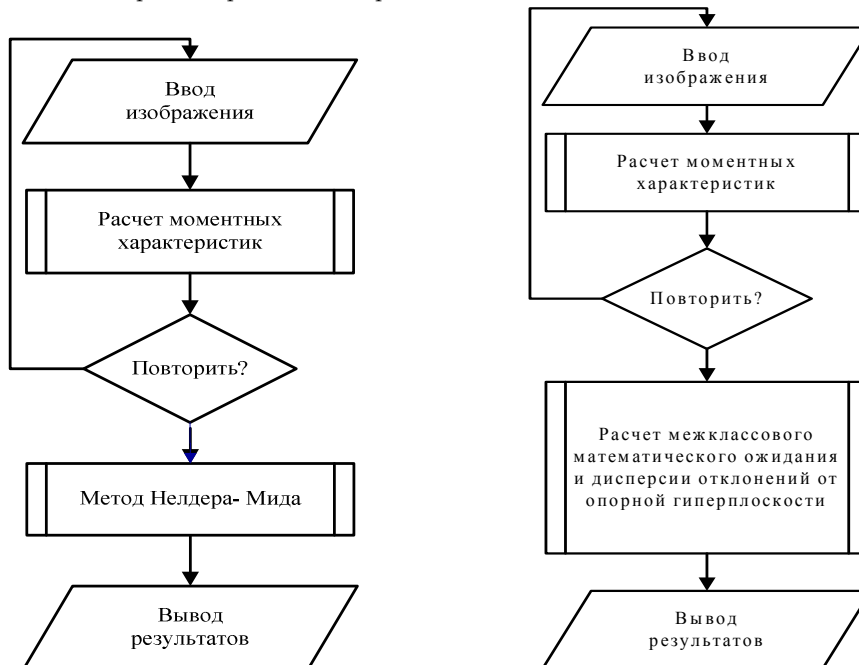 Ввод
изображения
Расчет моментных
характеристик
Повторить?
Метод Нелдера- Мида
Вывод
результатов
Ввод
изображения
Расчет моментных
характеристик
Повторить?
Расчет межклассового
математического ожидания
и дисперсии отклонений от
опорной гиперплоскости
Вывод
результатов